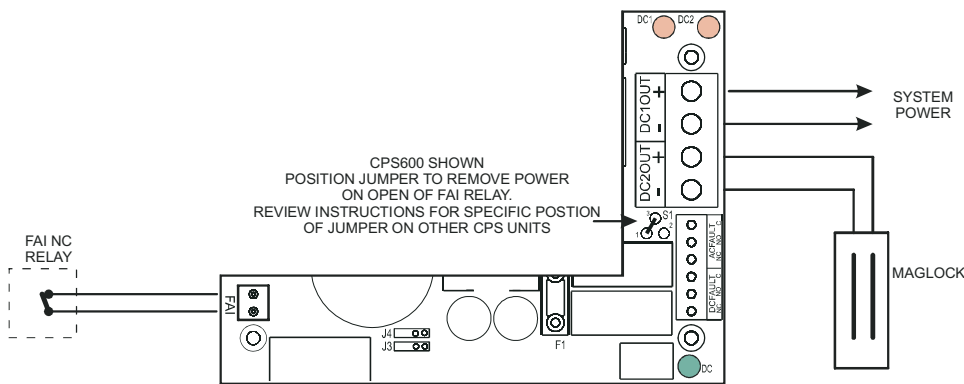 DC1 DC2
DC1OUT + -
DC2OUT + -
SYSTEM
POWER
CPS600 SHOWN
POSITION JUMPER TO REMOVE POWER
ON OPEN OF FAI RELAY.
REVIEW INSTRUCTIONS FOR SPECIFIC POSTION
OF JUMPER ON OTHER CPS UNITS
3 S1
1 2
ACFAULT
NC NO C
DCFAULT
NC NO C
MAGLOCK
FAI NC
RELAY
FAI
J4
J3
F1
DC